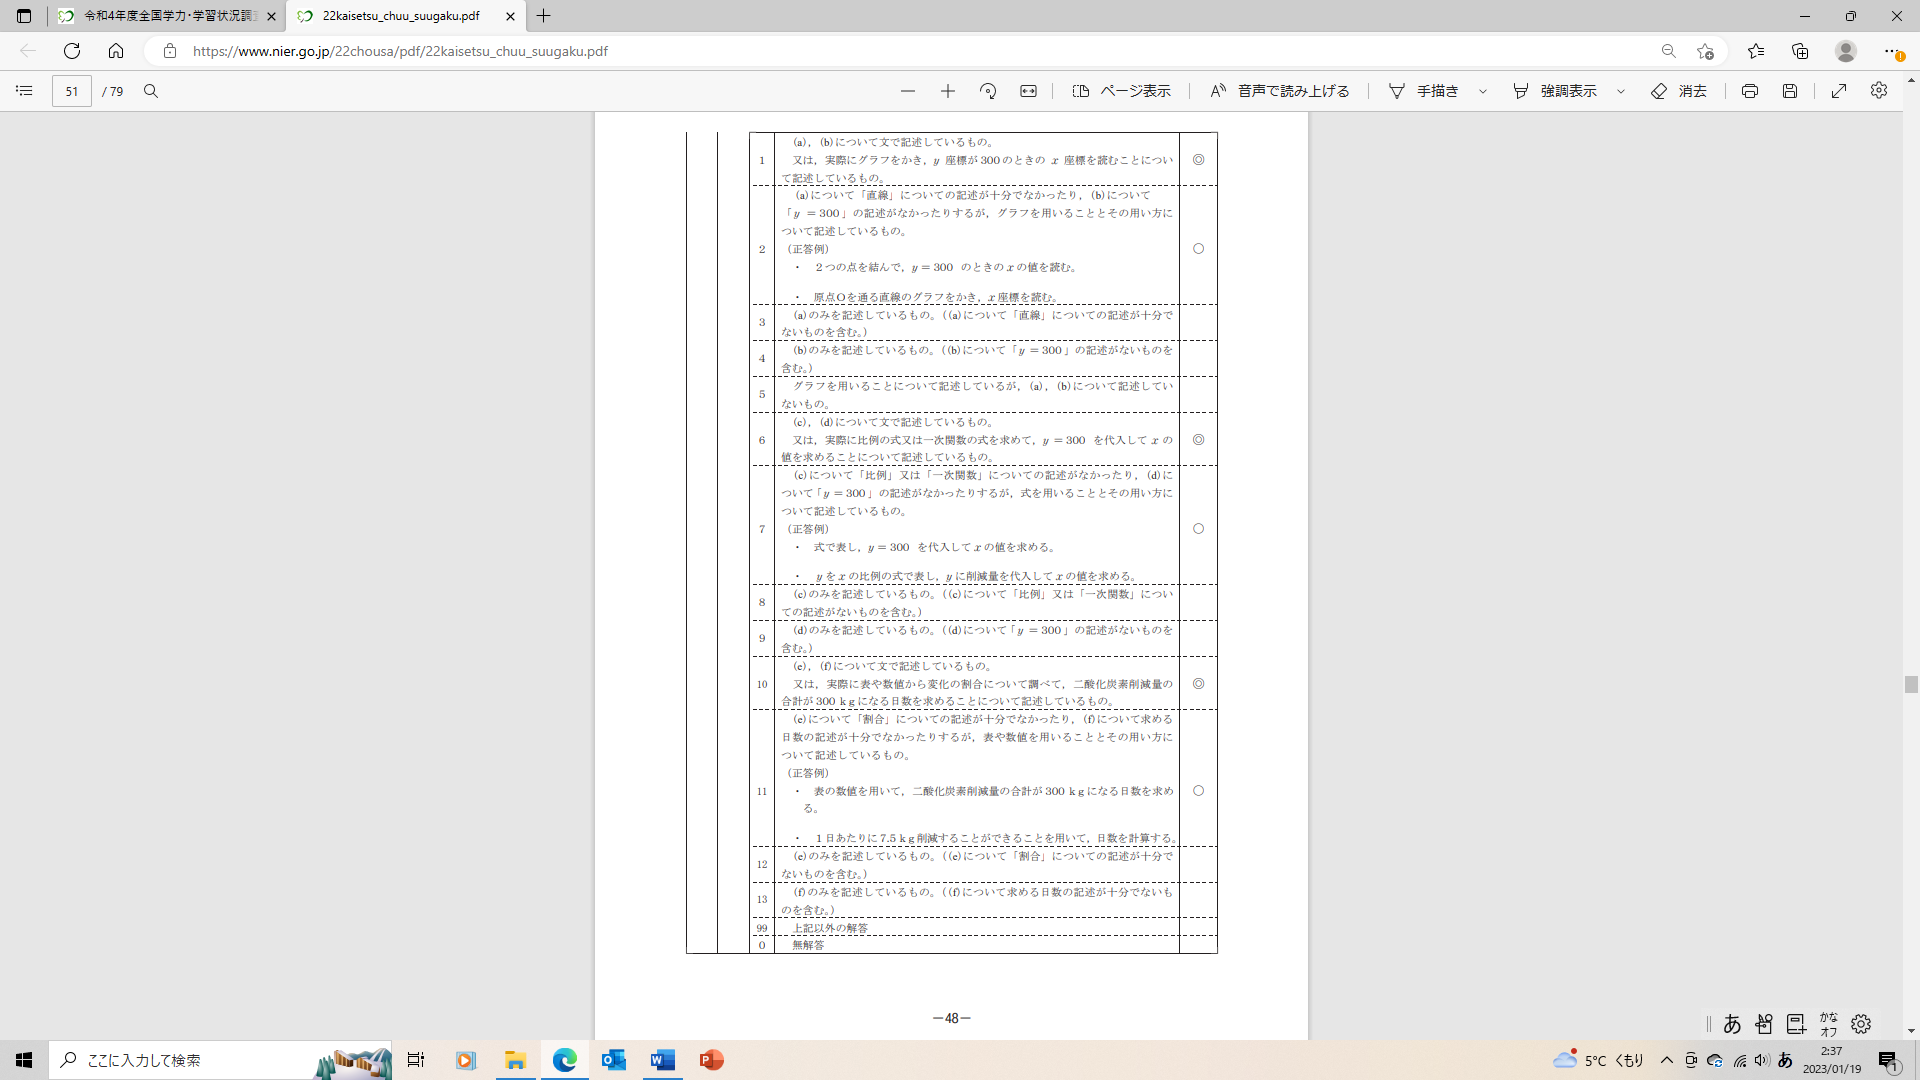 令和4年度全国学力・学習状況調
22kaisetsu_chuu_suugaku.pdf
https://www.nier.go.jp/22chousa/pdf/22kaisetsu_chuu_suugaku.pdf
51 / 79 ページ表示 音声で読み上げる 手描き 強調表示 消去
(a)，(b)について文で記述しているもの。
1 又は，実際にグラフをかき，y 座標が300のときの x 座標を読むことについ ◎
て記述しているもの。
(a)について「直線」についての記述が十分でなかったり，(b)について
「y ＝300」の記述がなかったりするが，グラフを用いることとその用い方に
ついて記述しているもの。
2 （正答例） ○
・ 2つの点を結んで，y＝300 のときのxの値を読む。
・ 原点Oを通る直線のグラフをかき，x座標を読む。
3 (a)のみを記述しているもの。（(a)について「直線」についての記述が十分で
ないものを含む。）
4 (b)のみを記述しているもの。（(b)について「y ＝300」の記述がないものを
含む。）
5 グラフを用いることについて記述しているが，(a)，(b)について記述してい
ないもの。
(c)，(d)について文で記述しているもの。
6 又は，実際に比例の式又は一次関数の式を求めて，y＝300 を代入して x の ◎
値を求めることについて記述しているもの。
(c)について「比例」又は「一次関数」についての記述がなかったり，(d)に
ついて「y ＝300」の記述がなかったりするが，式を用いることとその用い方に
ついて記述しているもの。
7 （正答例） ○
・ 式で表し，y＝300 を代入してxの値を求める。
・ yをxの比例の式で表し，yに削減量を代入してxの値を求める。
8 (c)のみを記述しているもの。（(c)について「比例」又は「一次関数」につい
ての記述がないものを含む。）
9 (d)のみを記述しているもの。（(d)について「y ＝300」の記述がないものを
含む。）
(e)，(f)について文で記述しているもの。
10 又は，実際に表や数値から変化の割合について調べて，二酸化炭素削減量の ◎
合計が300 kgになる日数を求めることについて記述しているもの。
(e)について「割合」についての記述が十分でなかったり，(f)について求める
日数の記述が十分でなかったりするが，表や数値を用いることとその用い方に
ついて記述しているもの。
（正答例）
11 ・ 表の数値を用いて，二酸化炭素削減量の合計が300 kgになる日数を求め ○
る。
・ 1日あたりに7.5 kg削減することができることを用いて，日数を計算する。
12 (e)のみを記述しているもの。（(e)について「割合」についての記述が十分で
ないものを含む。）
13 (f)のみを記述しているもの。（(f)について求める日数の記述が十分でないも
のを含む。）
99 上記以外の解答
0 無解答
－48－
あ かな
オフ
ここに入力して検索
5°C くもり あ 2:37
2023/01/19 1